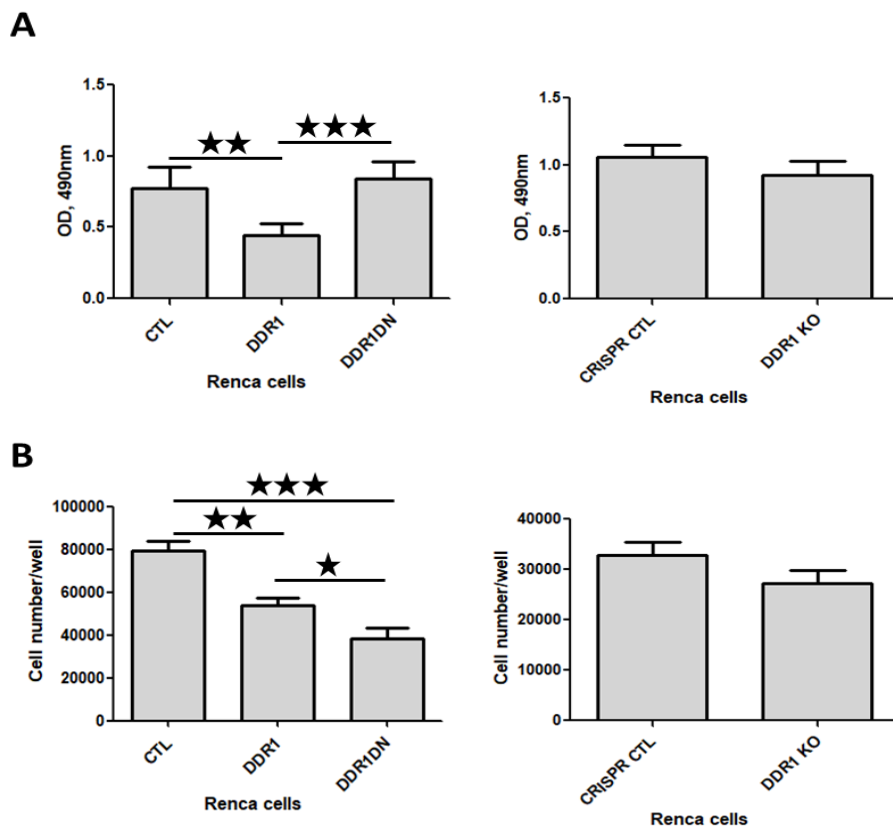 A
1.5
1.0
0.5
0.0
OD, 490nm
★★
★★★
CTL
DDR1
DDR1DN
Renca cells
1.5
1.0
0.5
0.0
OD, 490nm
CRISPR CTL
DDR1 KO
Renca cells
B
100000
80000
60000
40000
20000
0
Cell number/well
★★★
★★
★
CTL
DDR1
DDR1DN
Renca cells
40000
30000
20000
10000
0
Cell number/well
CRISPR CTL
DDR1 KO
Renca cells